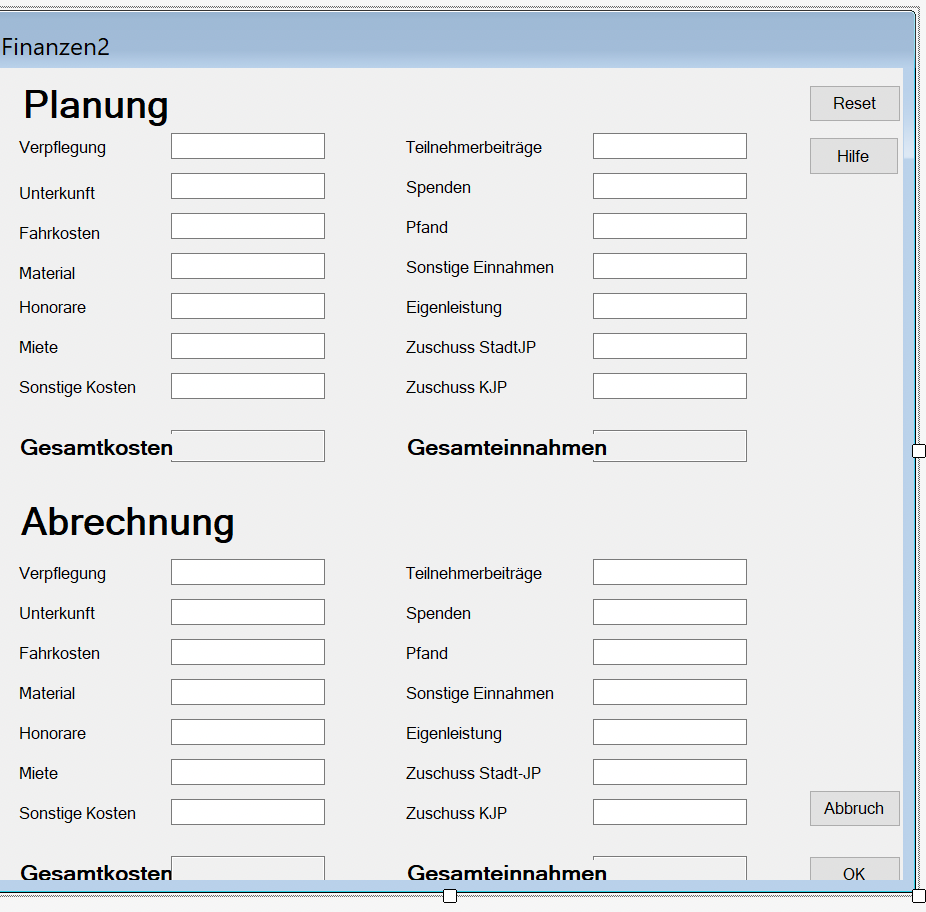 Finanzen2
Planung
Reset
Verpflegung Teilnehmerbeiträge
Hilfe
Unterkunft Spenden
Fahrkosten Pfand
Material Sonstige Einnahmen
Honorare Eigenleistung
Miete Zuschuss StadtJP
Sonstige Kosten Zuschuss KJP
Gesamtkosten Gesamteinnahmen
Abrechnung
Verpflegung Teilnehmerbeiträge
Unterkunft Spenden
Fahrkosten Pfand
Material Sonstige Einnahmen
Honorare Eigenleistung
Miete Zuschuss Stadt-JP
Sonstige Kosten Zuschuss KJP
Abbruch
Gesamtkosten Gesamteinnahmen
OK